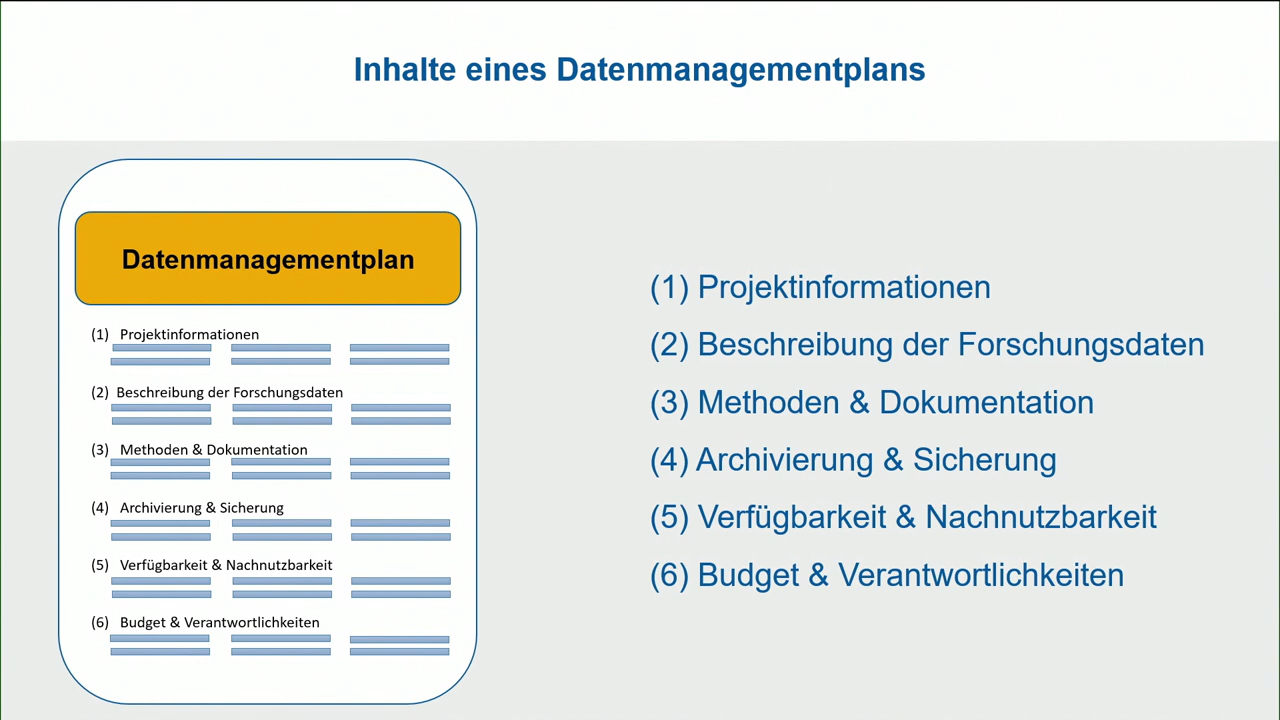 Inhalte eines Datenmanagementplans
Datenmanagementplan
(1) Projektinformationen
(2) Beschreibung der Forschungsdaten
(3) Methoden & Dokumentation
(4) Archivierung & Sicherung
(5) Verfügbarkeit & Nachnutzbarkeit
(6) Budget & Verantwortlichkeiten
(1) Projektinformationen
(2) Beschreibung der Forschungsdaten
(3) Methoden & Dokumentation
(4) Archivierung & Sicherung
(5) Verfügbarkeit & Nachnutzbarkeit
(6) Budget & Verantwortlichkeiten